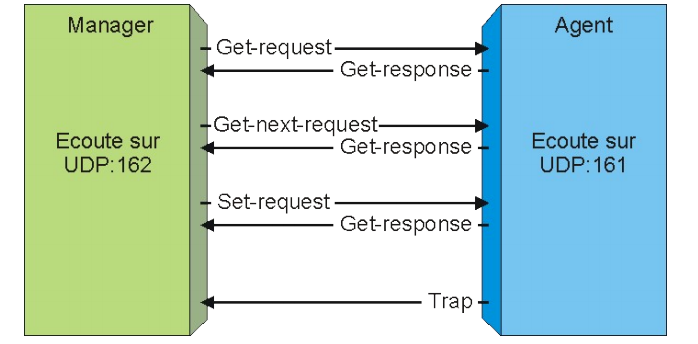 Manager
Agent
Get-request
Get-response
Get-next-request
Get-response
Ecoute sur
UDP:162
Ecoute sur
UDP:161
Set-request
Get-response
Trap